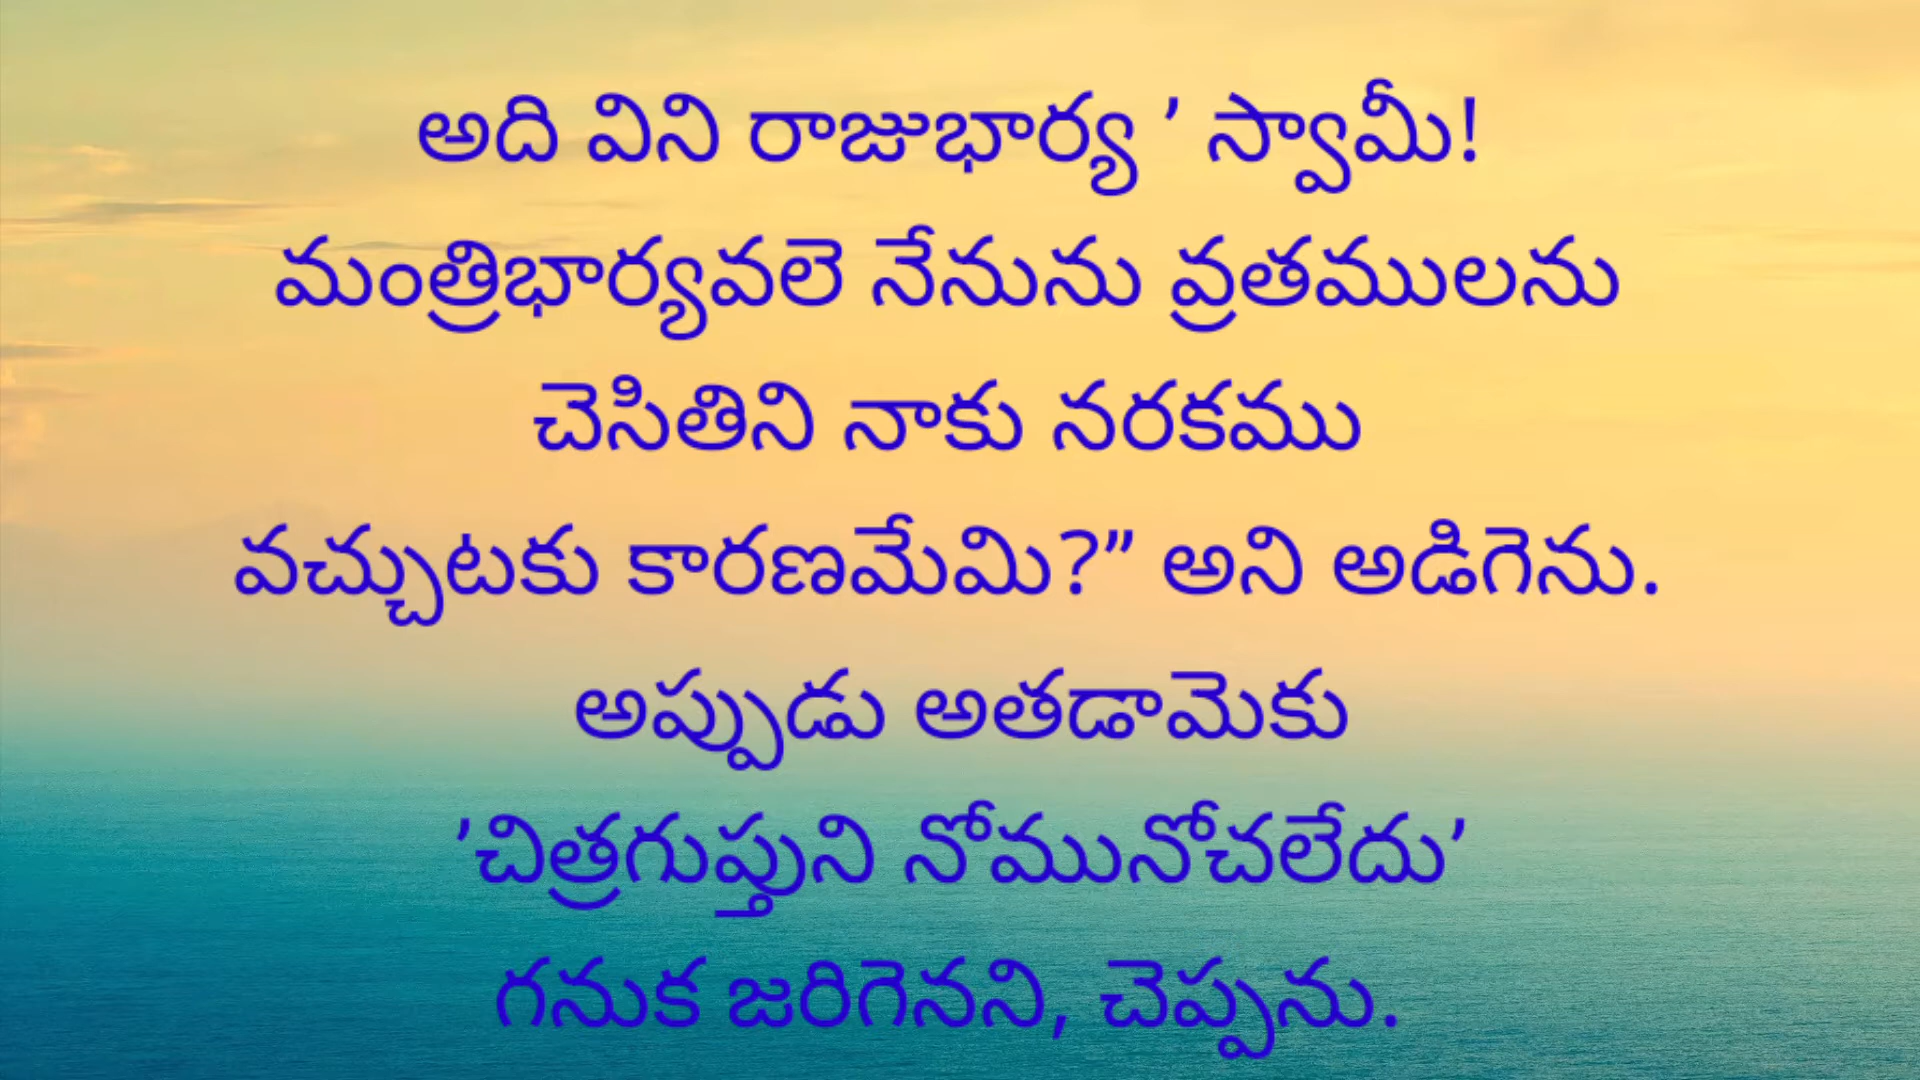 అది విని రాజుభార్య ’ స్వామీ!
మంత్రిభార్యవలె నేనును వ్రతములను
చెసితిని నాకు నరకము
వచ్చుటకు కారణమేమి?” అని అడిగెను.
అప్పుడు అతడామెకు
’చిత్రగుప్తుని నోమునోచలేదు’
గనుక జరిగెనని, చెప్పను.